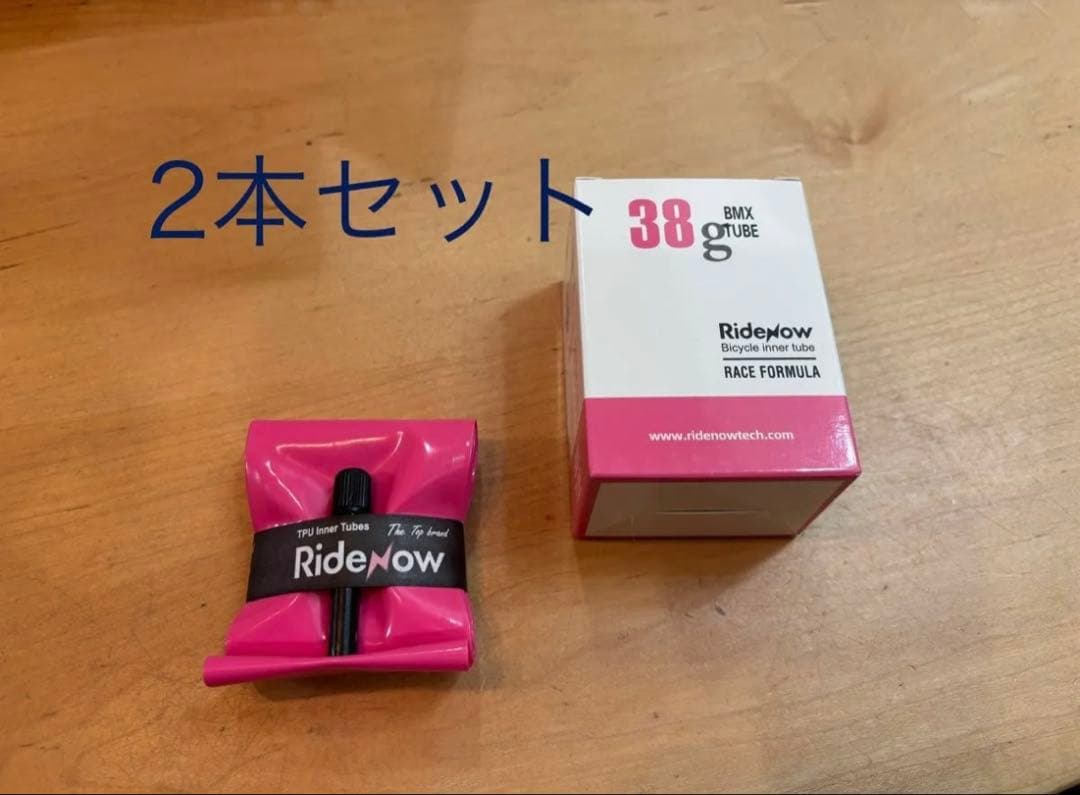 2本セット
38g
BMX
TUBE
RideNow
Bicycle inner tube
RACE FORMULA
www.ridenowtech.com
TPU Inner Tubes The Top brand
RideNow